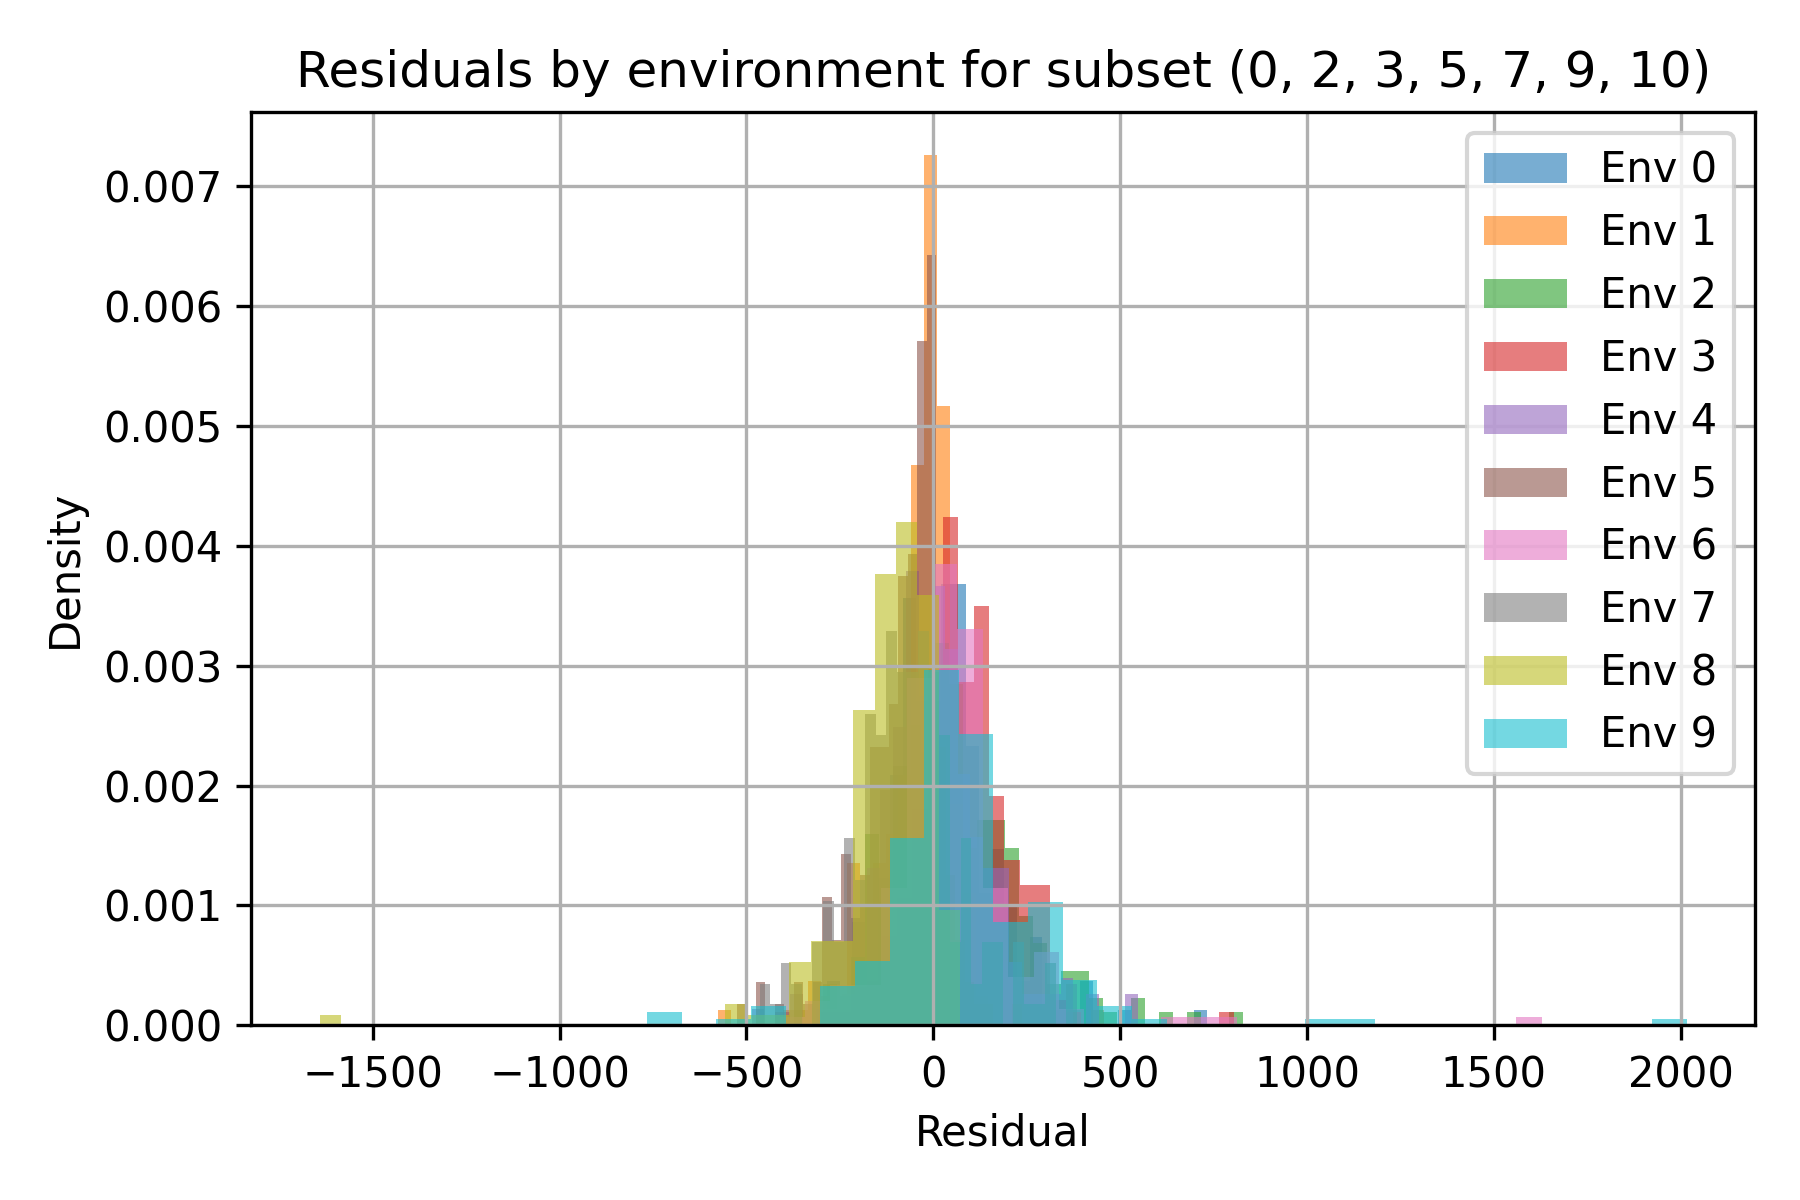 Residuals by environment for subset (0, 2, 3, 5, 7, 9, 10)
Density
0.007
0.006
0.005
0.004
0.003
0.002
0.001
0.000
−1500
−1000
−500
0
500
1000
1500
2000
Residual
Env 0
Env 1
Env 2
Env 3
Env 4
Env 5
Env 6
Env 7
Env 8
Env 9